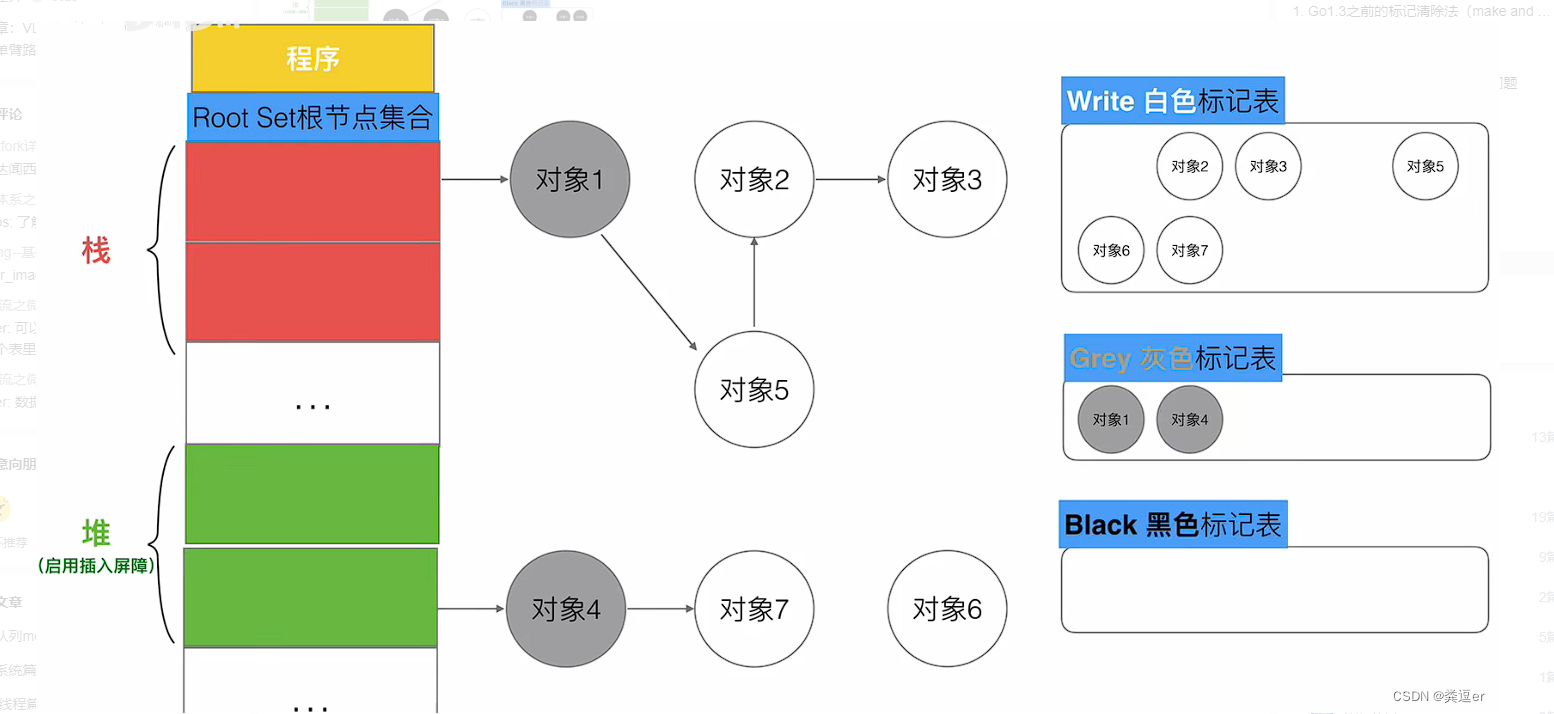 1. Go1.3之前的标记清除法（make and ...
程序
Root Set根节点集合
栈
...
堆
（启用插入屏障）
...
对象1
对象2
对象3
对象5
对象4
对象7
对象6
Write 白色标记表
对象2
对象3
对象5
对象6
对象7
Grey 灰色标记表
对象1
对象4
Black 黑色标记表
CSDN @粪逗er